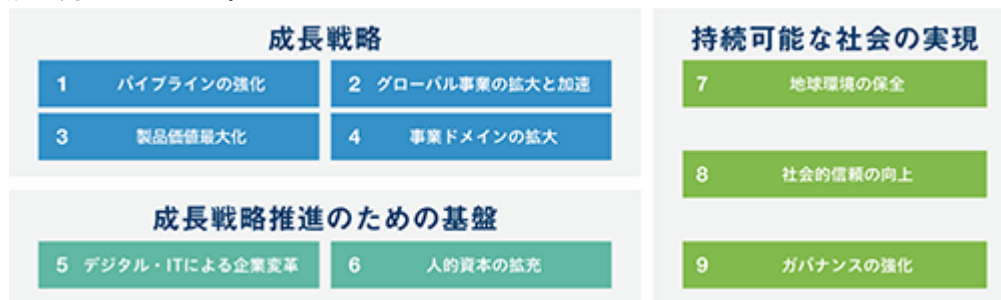 成長戦略
1 パイプラインの強化
2 グローバル事業の拡大と加速
3 製品価値最大化
4 事業ドメインの拡大
成長戦略推進のための基盤
5 デジタル・ITによる企業変革
6 人的資本の拡充
持続可能な社会の実現
7 地球環境の保全
8 社会的信頼の向上
9 ガバナンスの強化